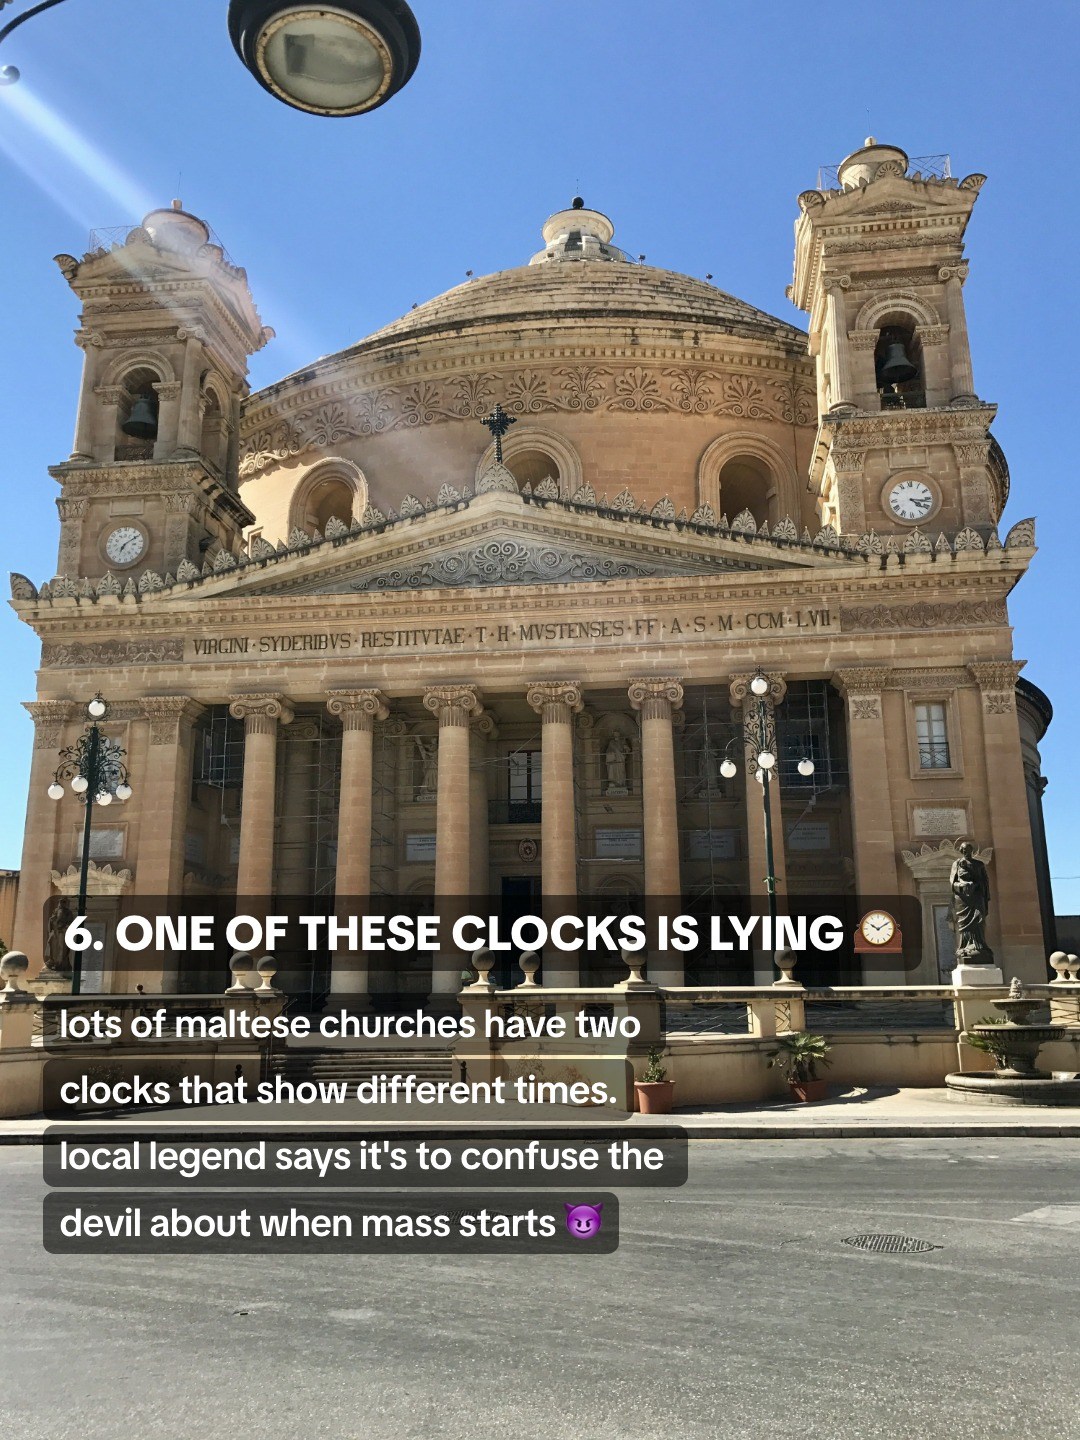 VIRGINI · SYDERIBVS · RESTITVTAE · T · H · MVSTENSES · FF · A · S · M · CCM · LVII ·
6. ONE OF THESE CLOCKS IS LYING 🕰️
lots of maltese churches have two
clocks that show different times.
local legend says it's to confuse the
devil about when mass starts 😈